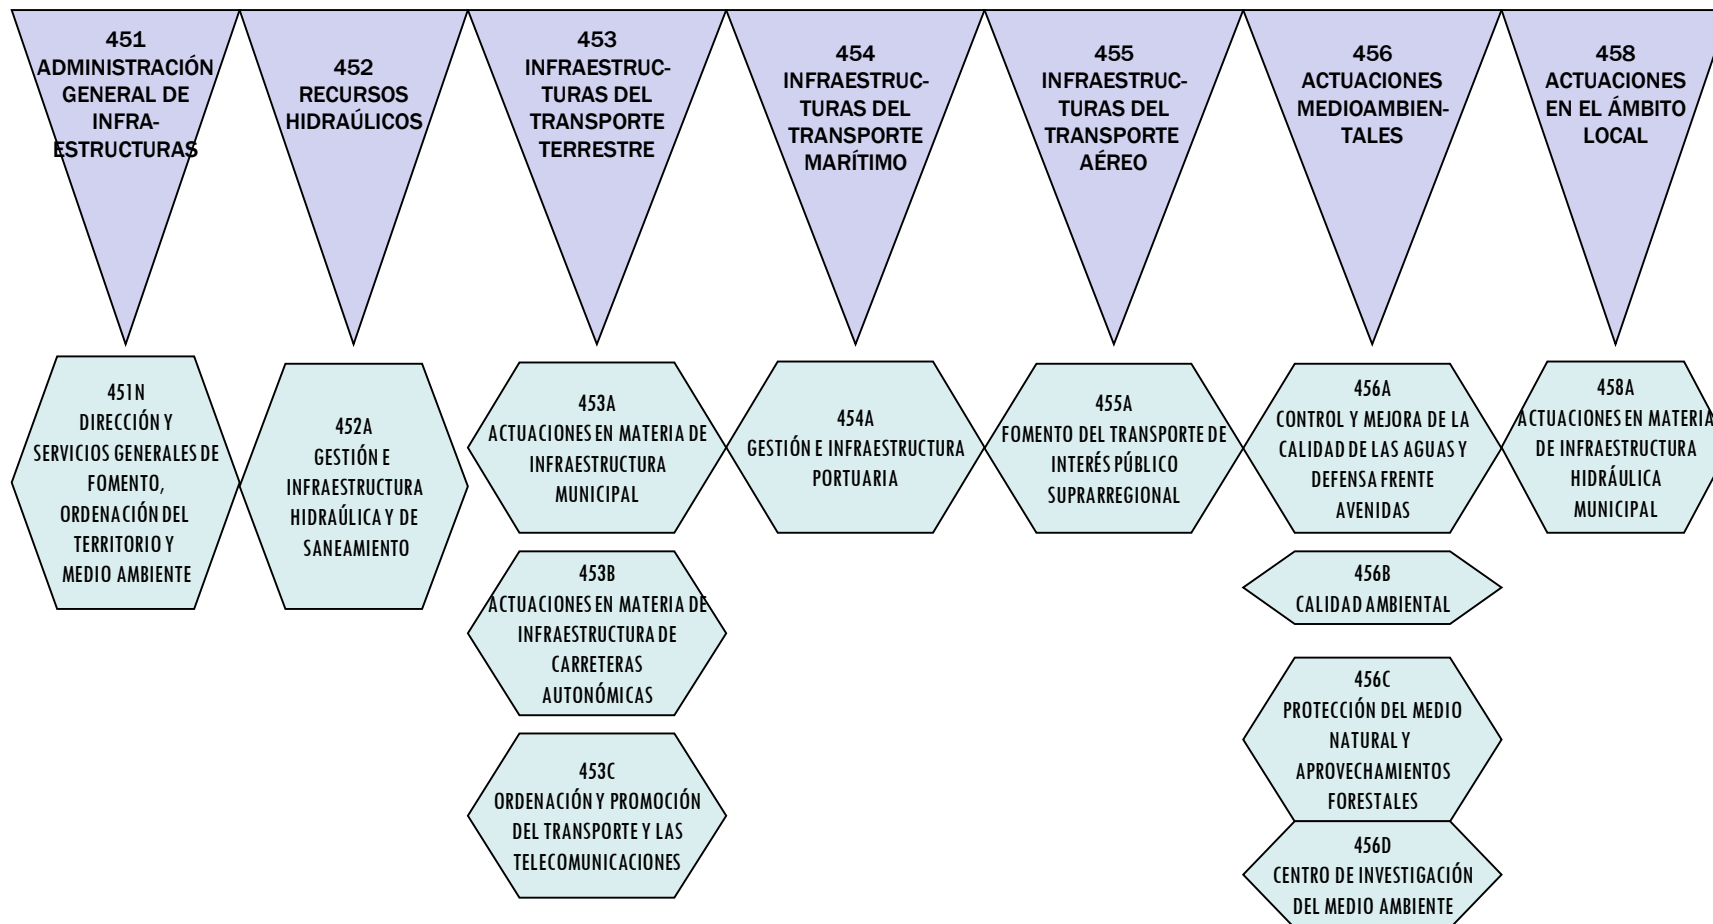 451
ADMINISTRACIÓN
GENERAL DE
INFRA-
ESTRUCTURAS
452
RECURSOS
HIDRAÚLICOS
453
INFRAESTRUC-
TURAS DEL
TRANSPORTE
TERRESTRE
454
INFRAESTRUC-
TURAS DEL
TRANSPORTE
MARÍTIMO
455
INFRAESTRUC-
TURAS DEL
TRANSPORTE
AÉREO
456
ACTUACIONES
MEDIOAMBIEN-
TALES
458
ACTUACIONES
EN EL ÁMBITO
LOCAL
451N
DIRECCIÓN Y
SERVICIOS GENERALES DE
FOMENTO,
ORDENACIÓN DEL
TERRITORIO Y
MEDIO AMBIENTE
452A
GESTIÓN E
INFRAESTRUCTURA
HIDRAÚLICA Y DE
SANEAMIENTO
453A
ACTUACIONES EN MATERIA DE
INFRAESTRUCTURA
MUNICIPAL
454A
GESTIÓN E INFRAESTRUCTURA
PORTUARIA
455A
FOMENTO DEL TRANSPORTE DE
INTERÉS PÚBLICO
SUPRARREGIONAL
456A
CONTROL Y MEJORA DE LA
CALIDAD DE LAS AGUAS Y
DEFENSA FRENTE
AVENIDAS
458A
ACTUACIONES EN MATERIA
DE INFRAESTRUCTURA
HIDRÁULICA
MUNICIPAL
453B
ACTUACIONES EN MATERIA DE
INFRAESTRUCTURA DE
CARRETERAS
AUTONÓMICAS
456B
CALIDAD AMBIENTAL
453C
ORDENACIÓN Y PROMOCIÓN
DEL TRANSPORTE Y LAS
TELECOMUNICACIONES
456C
PROTECCIÓN DEL MEDIO
NATURAL Y
APROVECHAMIENTOS
FORESTALES
456D
CENTRO DE INVESTIGACIÓN
DEL MEDIO AMBIENTE